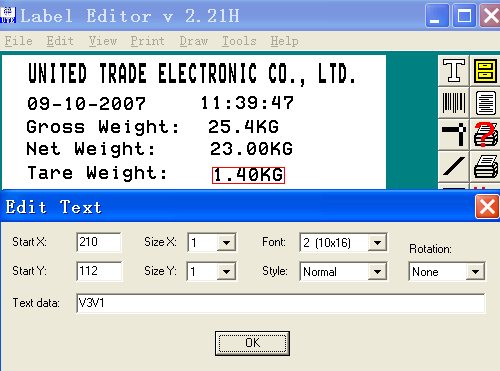 Label Editor v 2.21H
File Edit View Print Draw Tools Help
UNITED TRADE ELECTRONIC CO., LTD.
09-10-2007 11:39:47
Gross Weight: 25.4KG
Net Weight: 23.00KG
Tare Weight: 1.40KG
Edit Text
Start X: 210 Size X: 1 Font: 2 (10x16) Rotation:
Start Y: 112 Size Y: 1 Style: Normal None
Text data: V3V1
OK